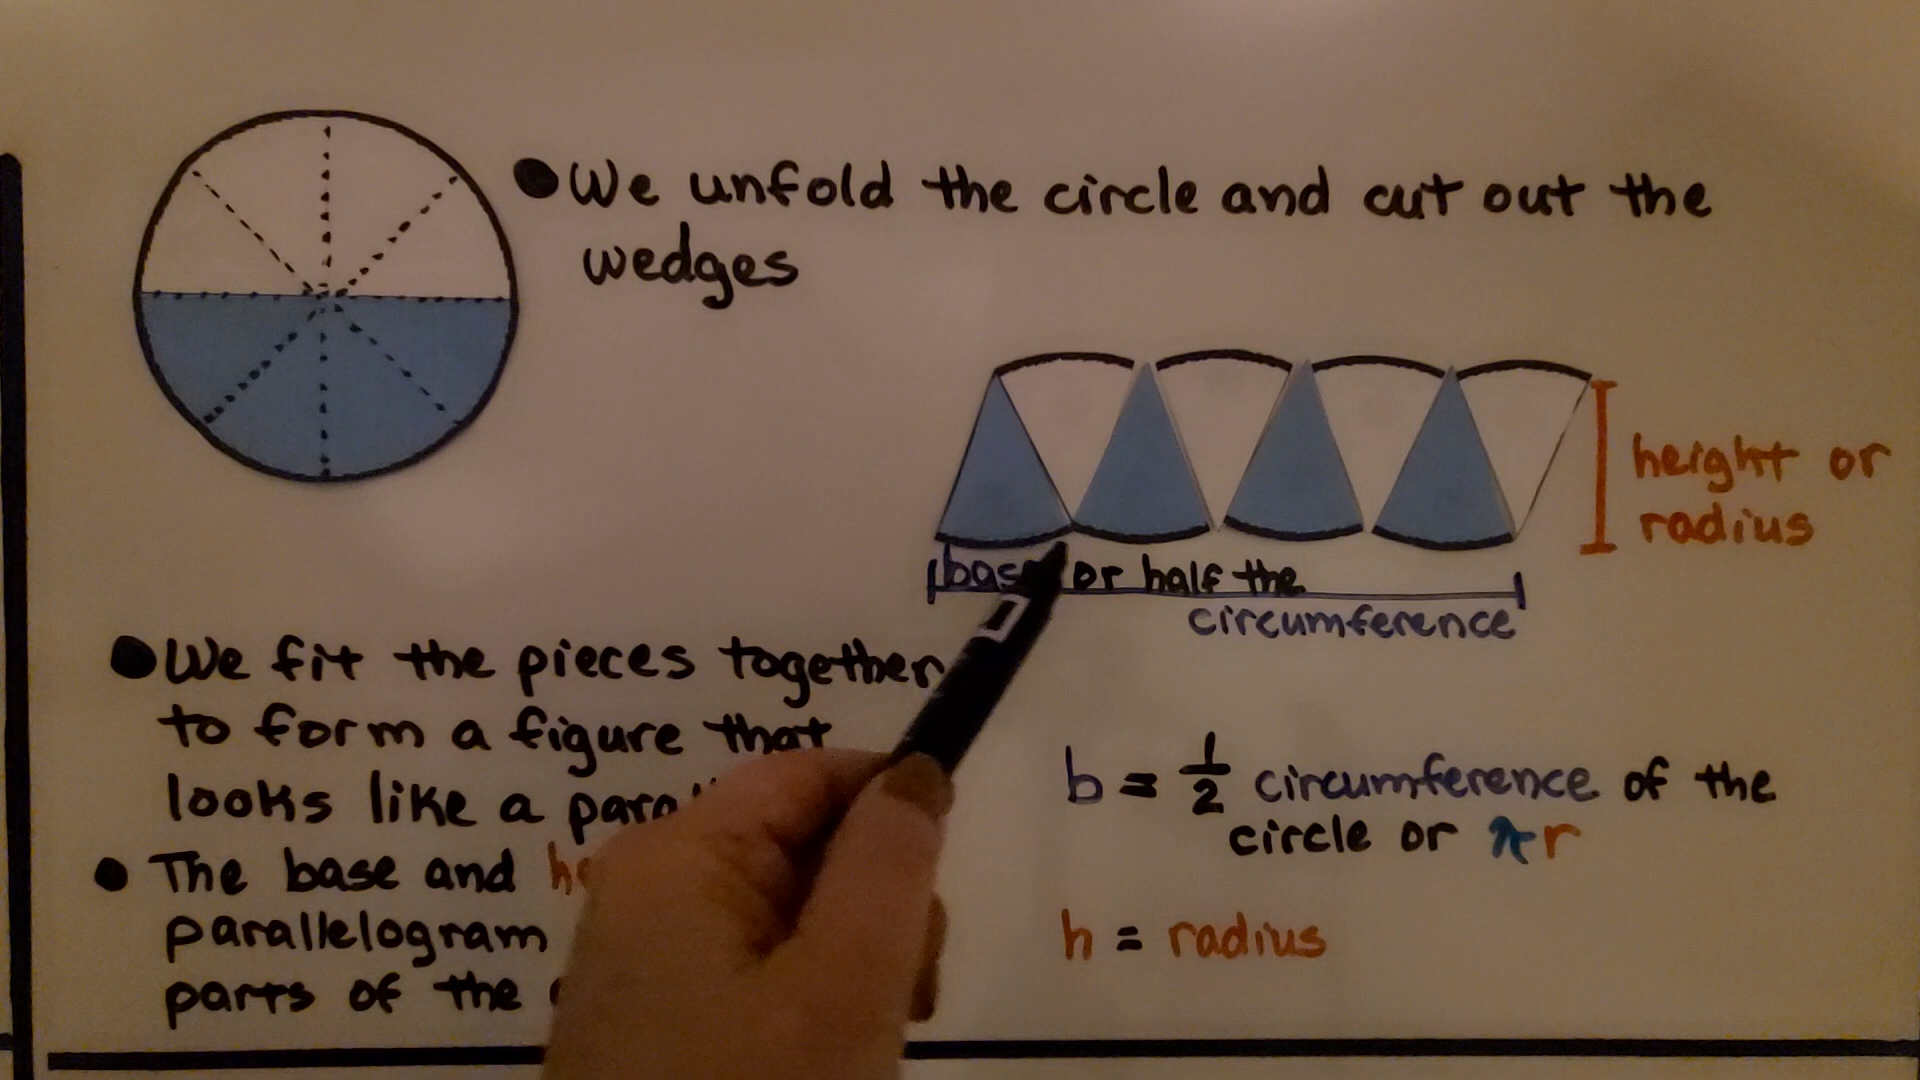 We unfold the circle and cut out the
wedges
height or
radius
or half the
circumference
We fit the pieces together
to form a figure that
looks like a
The base and
parallelogram
parts of the
b = 1/2 circumference of the
circle or πr
h = radius